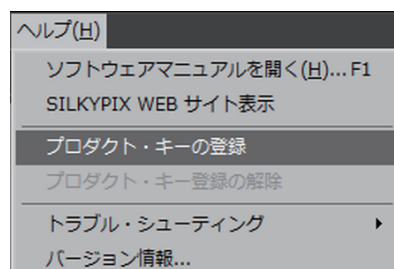 ヘルプ(H)
ソフトウェアマニュアルを開く(H)... F1
SILKYPIX WEB サイト表示
プロダクト・キーの登録
プロダクト・キー登録の解除
トラブル・シューティング
バージョン情報...